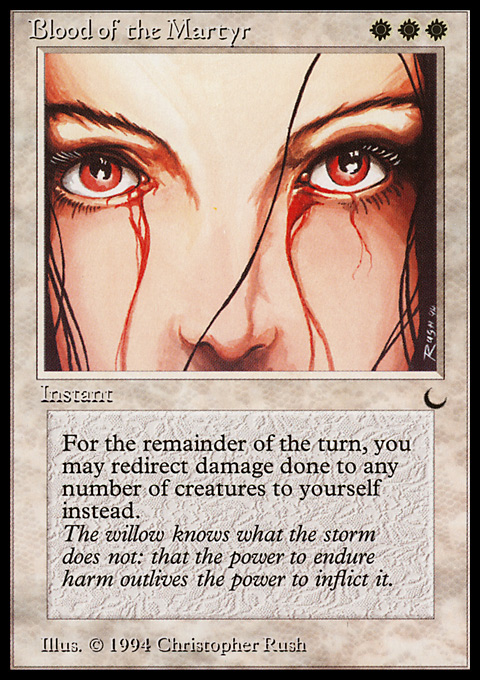 Blood of the Martyr
RUSH 94
Instant
For the remainder of the turn, you
may redirect damage done to any
number of creatures to yourself
instead.
The willow knows what the storm
does not: that the power to endure
harm outlives the power to inflict it.
Illus. © 1994 Christopher Rush